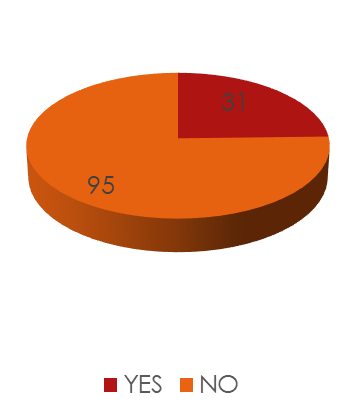 31
95
YES NO